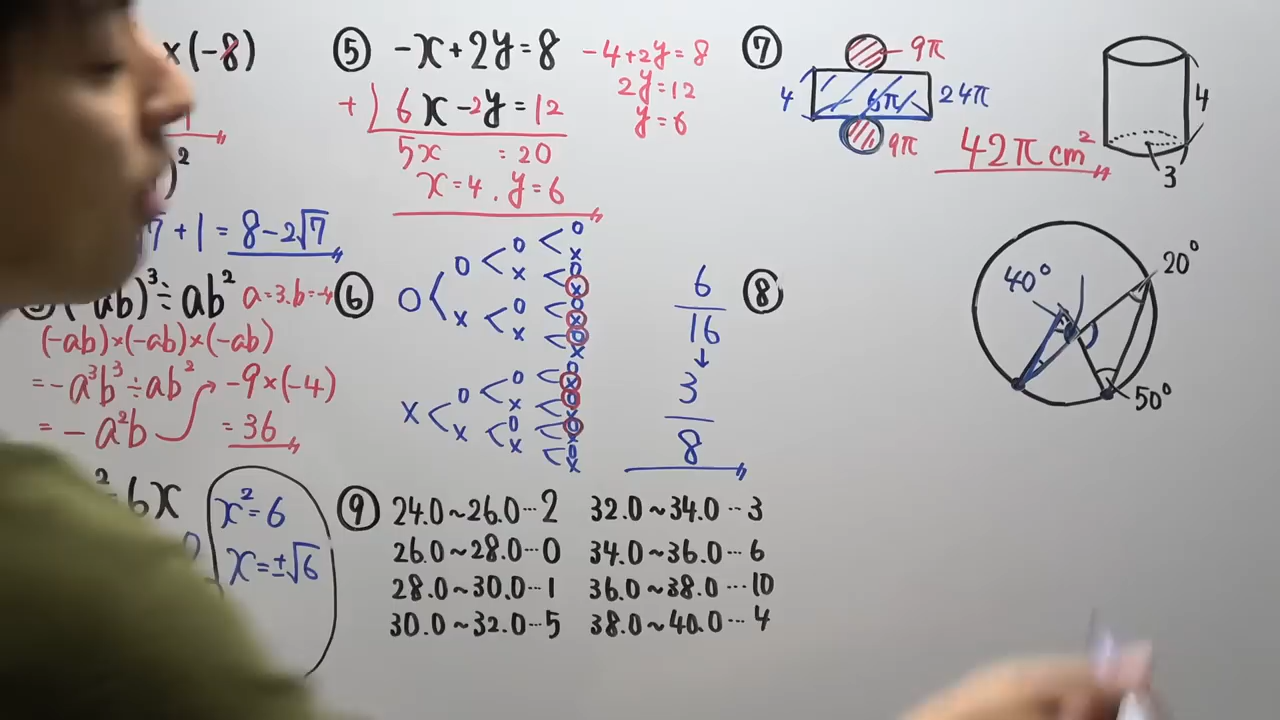 ×(-8)
)²
√7 + 1 = 8 - 2√7
(-ab)³ ÷ ab² a=3. b=-4
(-ab)×(-ab)×(-ab)
= -a³b³ ÷ ab² -9×(-4)
= -a²b = 36
6x
x² = 6
x = ±√6
⑤ -x + 2y = 8
+) 6x - 2y = 12
5x = 20
x = 4 . y = 6
-4 + 2y = 8
2y = 12
y = 6
⑥
O < O < O < O
x
x < O
x
x < O < O
x
x < O
x
x < O < O < O
x
x < O
x
x < O < O
x
x < O
x
6
16
↓
3
8
⑦ 9π
4 6π 24π
9π
42π cm²
4
3
⑧
40° 20°
50°
⑨ 24.0～26.0…2 32.0～34.0…3
26.0～28.0…0 34.0～36.0…6
28.0～30.0…1 36.0～38.0…10
30.0～32.0…5 38.0～40.0…4